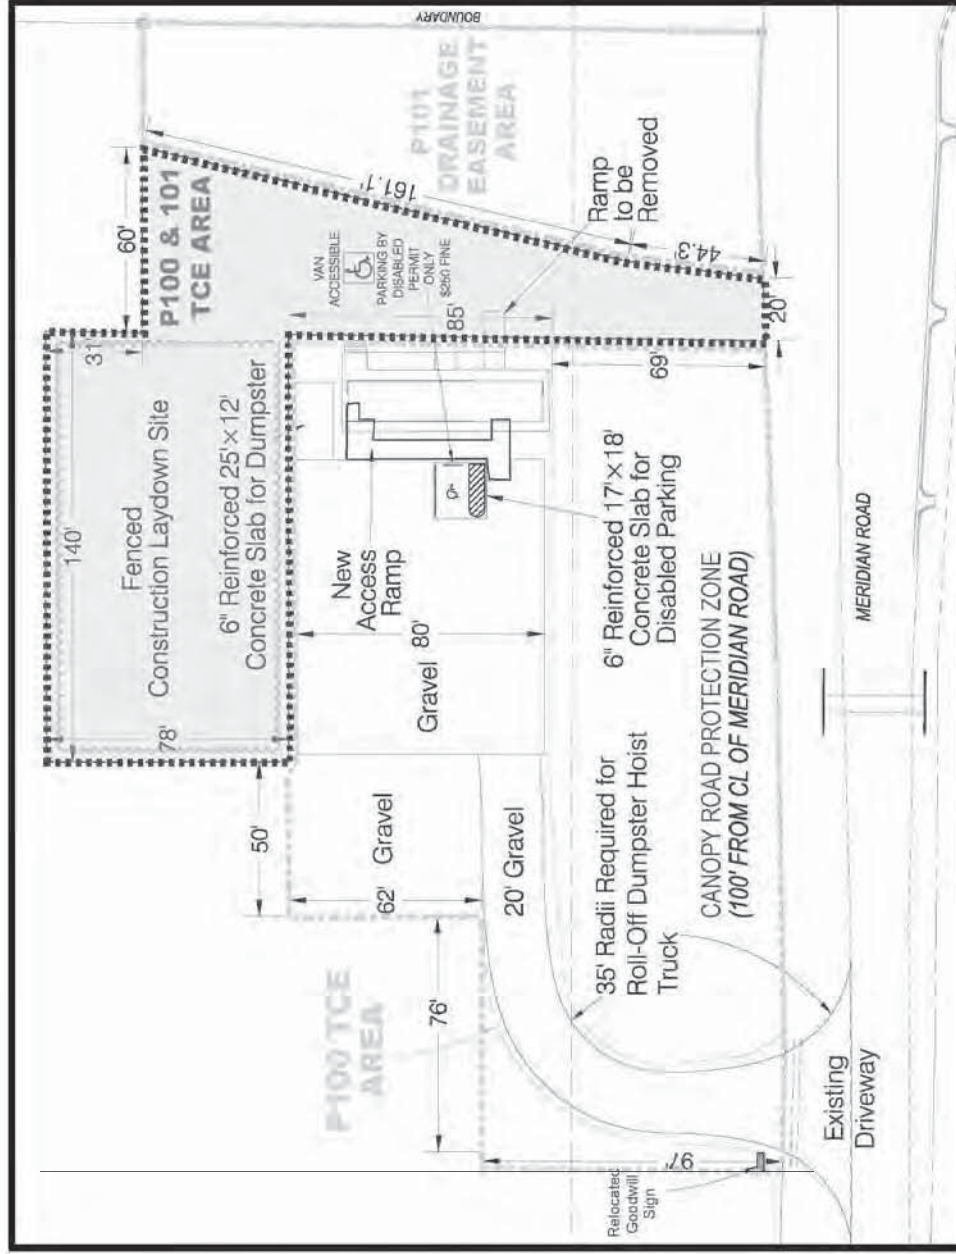 BOUNDARY
60'
P100 & 101
TCE AREA
161.1'
P101
DRAINAGE
EASEMENT
AREA
Ramp
to be
Removed
44.3'
20'
VAN
ACCESSIBLE
PARKING BY
DISABLED
PERMIT
ONLY
$250 FINE
85'
69'
31'
140'
78'
Fenced
Construction Laydown Site
6" Reinforced 25'×12'
Concrete Slab for Dumpster
New
Access
Ramp
80'
Gravel
6" Reinforced 17'×18'
Concrete Slab for
Disabled Parking
MERIDIAN ROAD
CANOPY ROAD PROTECTION ZONE
(100' FROM CL OF MERIDIAN ROAD)
50'
62'
Gravel
20' Gravel
35' Radii Required for
Roll-Off Dumpster Hoist
Truck
P100 TCE
AREA
76'
97'
Existing
Driveway
Relocated
Goodwill
Sign